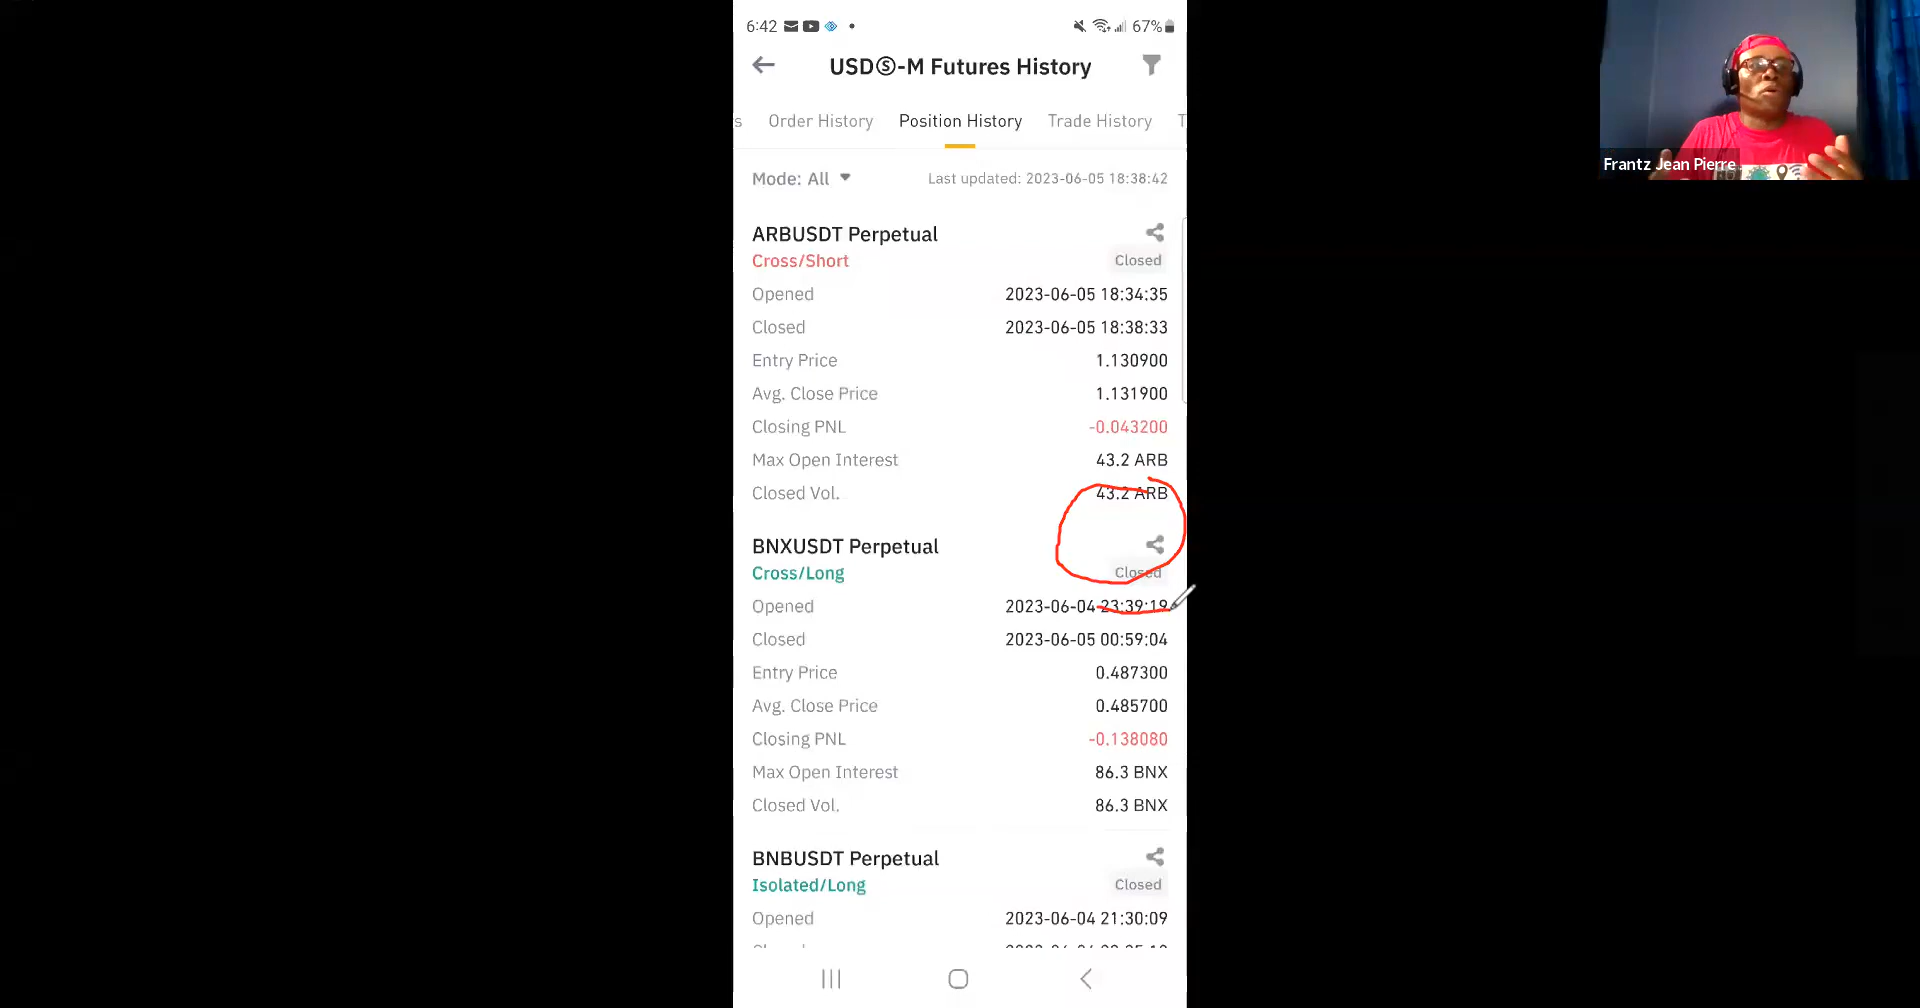 6:42
67%
USDⓈ-M Futures History
s Order History Position History Trade History T
Mode: All Last updated: 2023-06-05 18:38:42
ARBUSDT Perpetual
Cross/Short Closed
Opened 2023-06-05 18:34:35
Closed 2023-06-05 18:38:33
Entry Price 1.130900
Avg. Close Price 1.131900
Closing PNL -0.043200
Max Open Interest 43.2 ARB
Closed Vol. 43.2 ARB
BNXUSDT Perpetual
Cross/Long Closed
Opened 2023-06-04 23:39:19
Closed 2023-06-05 00:59:04
Entry Price 0.487300
Avg. Close Price 0.485700
Closing PNL -0.138080
Max Open Interest 86.3 BNX
Closed Vol. 86.3 BNX
BNBUSDT Perpetual
Isolated/Long Closed
Opened 2023-06-04 21:30:09
Frantz Jean Pierre